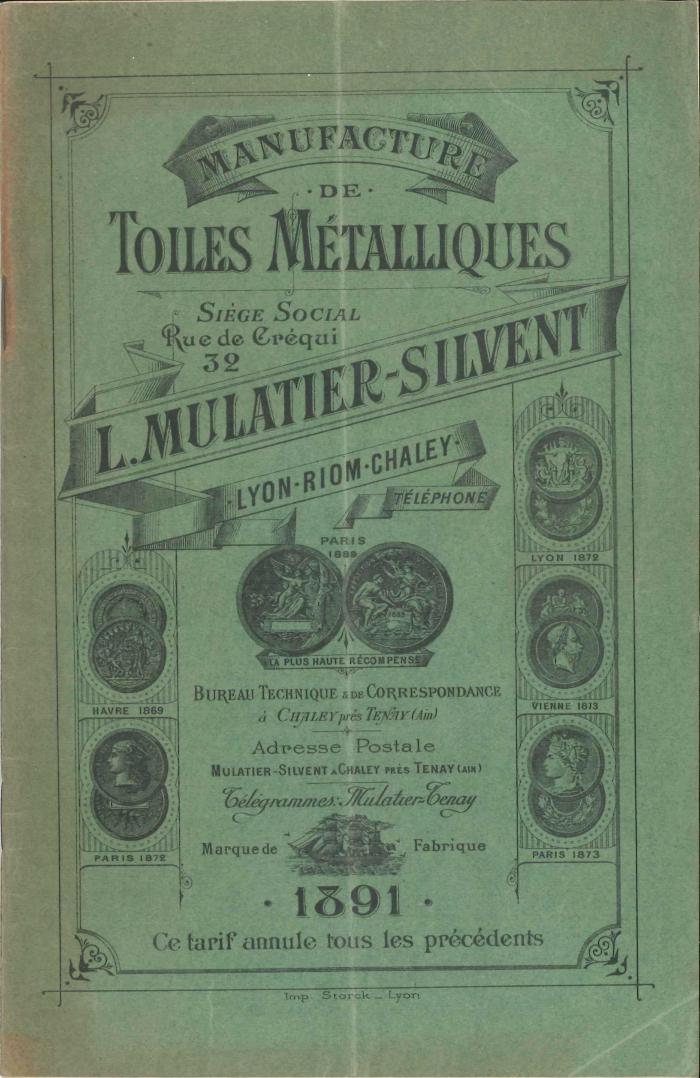 MANUFACTURE
· DE ·
TOILES MÉTALLIQUES
SIÉGE SOCIAL
Rue de Créqui
32
L. MULATIER-SILVENT
· LYON · RIOM · CHALEY ·
TÉLÉPHONE
PARIS
1889
LA PLUS HAUTE RÉCOMPENSE
LYON 1872
HAVRE 1869
VIENNE 1873
PARIS 1872
PARIS 1873
BUREAU TECHNIQUE & DE CORRESPONDANCE
à CHALEY près TENAY (Ain)
Adresse Postale
MULATIER-SILVENT A CHALEY PRÈS TENAY (AIN)
Télégrammes: Mulatier=Tenay
Marque de Fabrique
· 1891 ·
Ce tarif annule tous les précédents
Imp. Storck _ Lyon